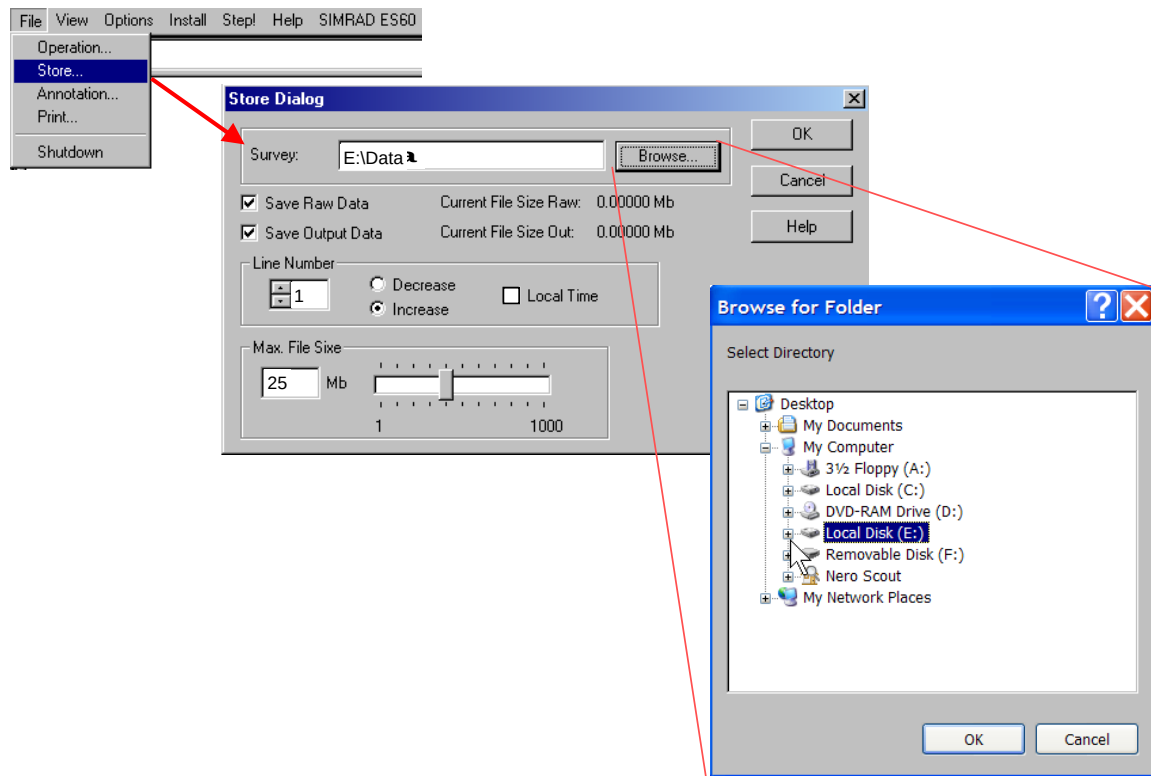 File View Options Install Step! Help SIMRAD ES60
Operation...
Store...
Annotation...
Print...
Shutdown
Store Dialog
Survey: E:\Data Browse...
OK
Cancel
Help
Save Raw Data Current File Size Raw: 0.00000 Mb
Save Output Data Current File Size Out: 0.00000 Mb
Line Number
1 Decrease
Increase
Local Time
Max. File Sixe
25 Mb
1 1000
Browse for Folder
Select Directory
Desktop
My Documents
My Computer
3½ Floppy (A:)
Local Disk (C:)
DVD-RAM Drive (D:)
Local Disk (E:)
Removable Disk (F:)
Nero Scout
My Network Places
OK Cancel